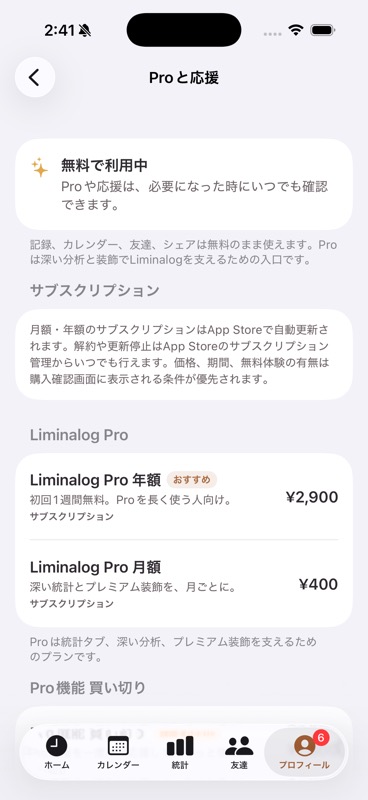 2:41
Proと応援
無料で利用中
Proや応援は、必要になった時にいつでも確認
できます。
記録、カレンダー、友達、シェアは無料のまま使えます。Pro
は深い分析と装飾でLiminalogを支えるための入口です。
サブスクリプション
月額・年額のサブスクリプションはApp Storeで自動更新さ
れます。解約や更新停止はApp Storeのサブスクリプション
管理からいつでも行えます。価格、期間、無料体験の有無は
購入確認画面に表示される条件が優先されます。
Liminalog Pro
Liminalog Pro 年額 おすすめ
初回1週間無料。Proを長く使う人向け。
サブスクリプション
¥2,900
Liminalog Pro 月額
深い統計とプレミアム装飾を、月ごとに。
サブスクリプション
¥400
Proは統計タブ、深い分析、プレミアム装飾を支えるため
のプランです。
Pro機能 買い切り
6
ホーム カレンダー 統計 友達 プロフィール